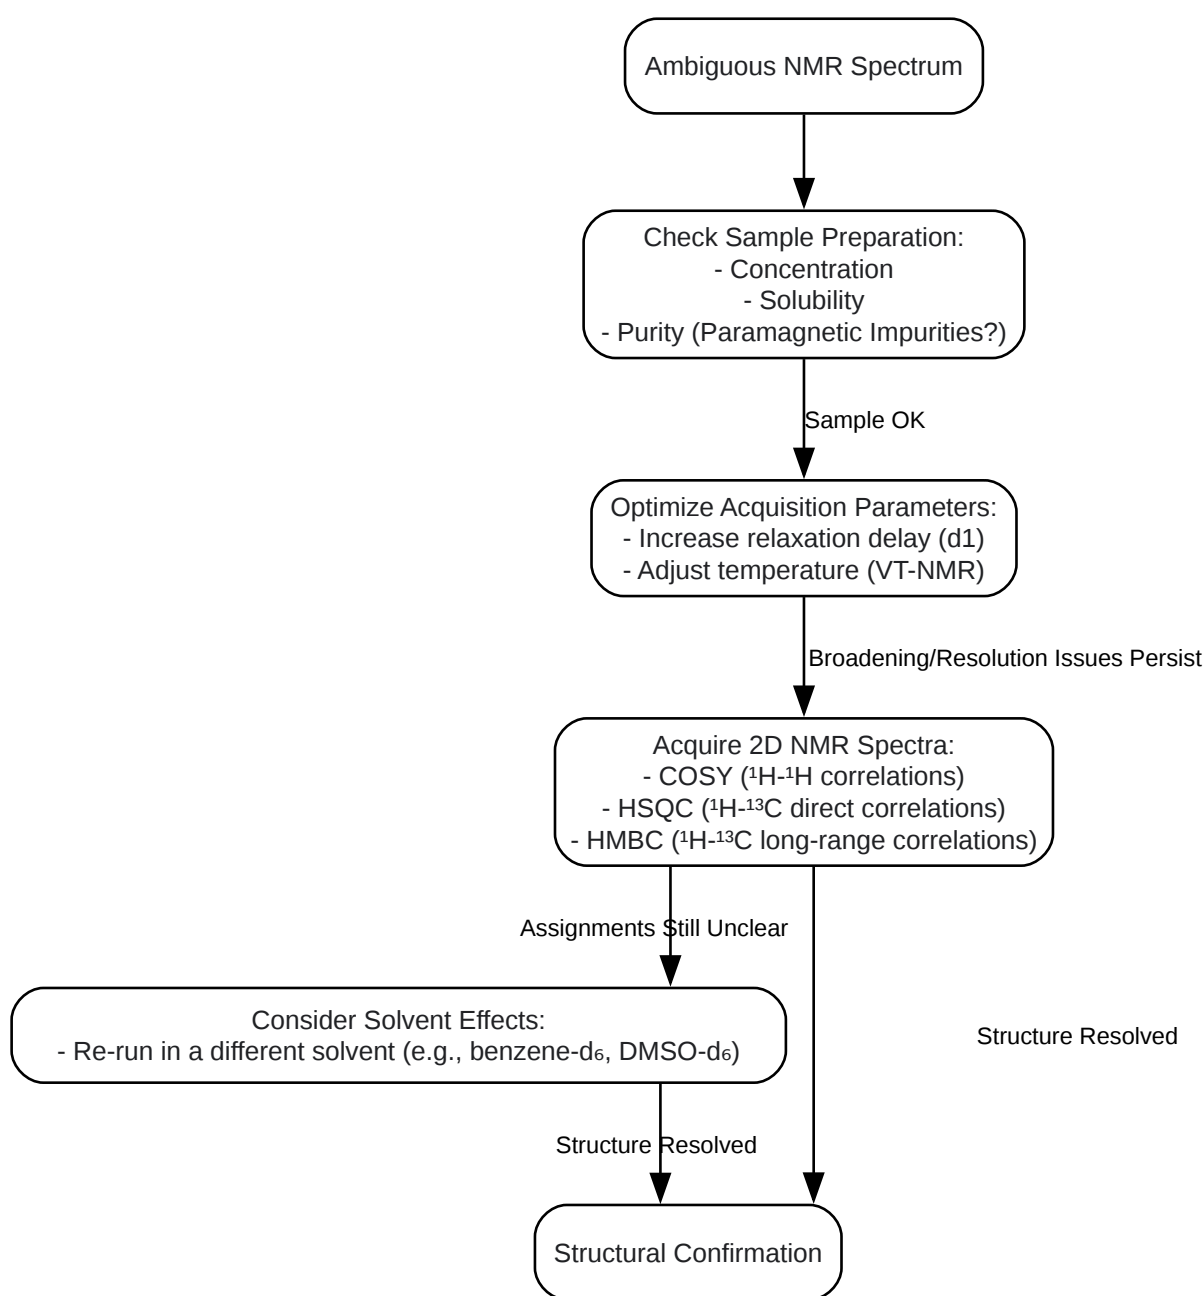 Ambiguous NMR Spectrum
Check Sample Preparation:
- Concentration
- Solubility
- Purity (Paramagnetic Impurities?)
Sample OK
Optimize Acquisition Parameters:
- Increase relaxation delay (d1)
- Adjust temperature (VT-NMR)
Broadening/Resolution Issues Persist
Acquire 2D NMR Spectra:
- COSY (¹H-¹H correlations)
- HSQC (¹H-¹³C direct correlations)
- HMBC (¹H-¹³C long-range correlations)
Assignments Still Unclear
Consider Solvent Effects:
- Re-run in a different solvent (e.g., benzene-d₆, DMSO-d₆)
Structure Resolved
Structure Resolved
Structural Confirmation